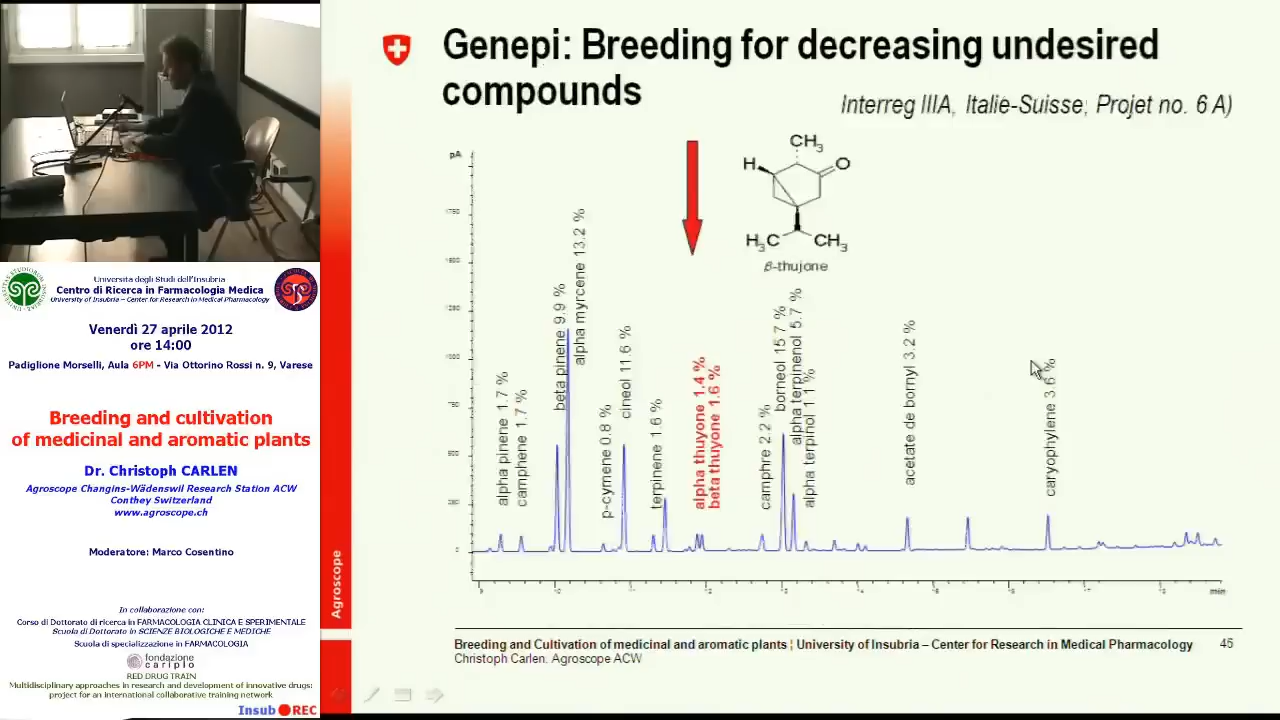 Genepi: Breeding for decreasing undesired
compounds
Interreg IIIA, Italie-Suisse, Projet no. 6 A)
pA
1750
1500
1250
1000
750
500
250
0
CH3
H
O
H3C
CH3
β-thujone
alpha pinene 1.7 %
camphene 1.7 %
beta pinene 9.9 %
alpha myrcene 13.2 %
p-cymene 0.8 %
cineol 11.6 %
terpinene 1.6 %
alpha thuyone 1.4 %
beta thuyone 1.6 %
camphre 2.2 %
borneol 15 7 %
alpha terpinenol 5.7 %
alpha terpinol 1 1 %
acetate de bornyl 3.2 %
caryophylene 3.6 %
min
Agroscope
Breeding and Cultivation of medicinal and aromatic plants ¦ University of Insubria – Center for Research in Medical Pharmacology
45
Christoph Carlen. Agroscope ACW
Università degli Studi dell'Insubria
Centro di Ricerca in Farmacologia Medica
University of Insubria - Center for Research in Medical Pharmacology
Venerdì 27 aprile 2012
ore 14:00
Padiglione Morselli, Aula 6PM - Via Ottorino Rossi n. 9, Varese
Breeding and cultivation
of medicinal and aromatic plants
Dr. Christoph CARLEN
Agroscope Changins-Wädenswil Research Station ACW
Conthey Switzerland
www.agroscope.ch
Moderatore: Marco Cosentino
In collaborazione con:
Corso di Dottorato di ricerca in FARMACOLOGIA CLINICA E SPERIMENTALE
Scuola di Dottorato in SCIENZE BIOLOGICHE E MEDICHE
Scuola di specializzazione in FARMACOLOGIA
fondazione
cariplo
RED DRUG TRAIN
Multidisciplinary approaches in research and development of innovative drugs:
project for an international collaborative training network
Insub REC